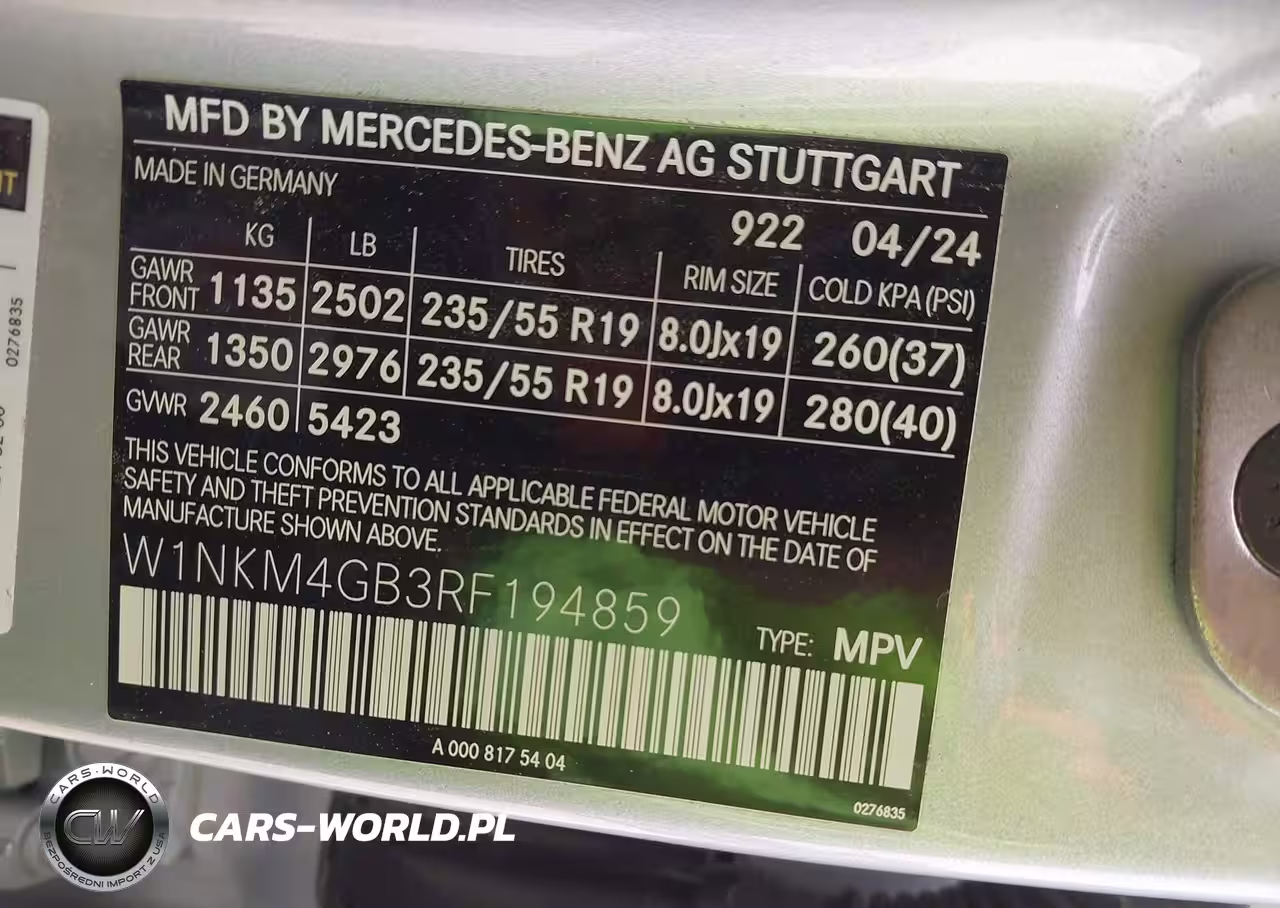 MFD BY MERCEDES-BENZ AG STUTTGART
MADE IN GERMANY
922 04/24
KG LB TIRES RIM SIZE COLD KPA (PSI)
GAWR FRONT 1135 2502 235/55 R19 8.0Jx19 260(37)
GAWR REAR 1350 2976 235/55 R19 8.0Jx19 280(40)
GVWR 2460 5423
THIS VEHICLE CONFORMS TO ALL APPLICABLE FEDERAL MOTOR VEHICLE
SAFETY AND THEFT PREVENTION STANDARDS IN EFFECT ON THE DATE OF
MANUFACTURE SHOWN ABOVE.
W1NKM4GB3RF194859
TYPE: MPV
A 000 817 54 04
0276835
0276835
CARS-WORLD
CW
BEZPOŚREDNI IMPORT Z USA
CARS-WORLD.PL